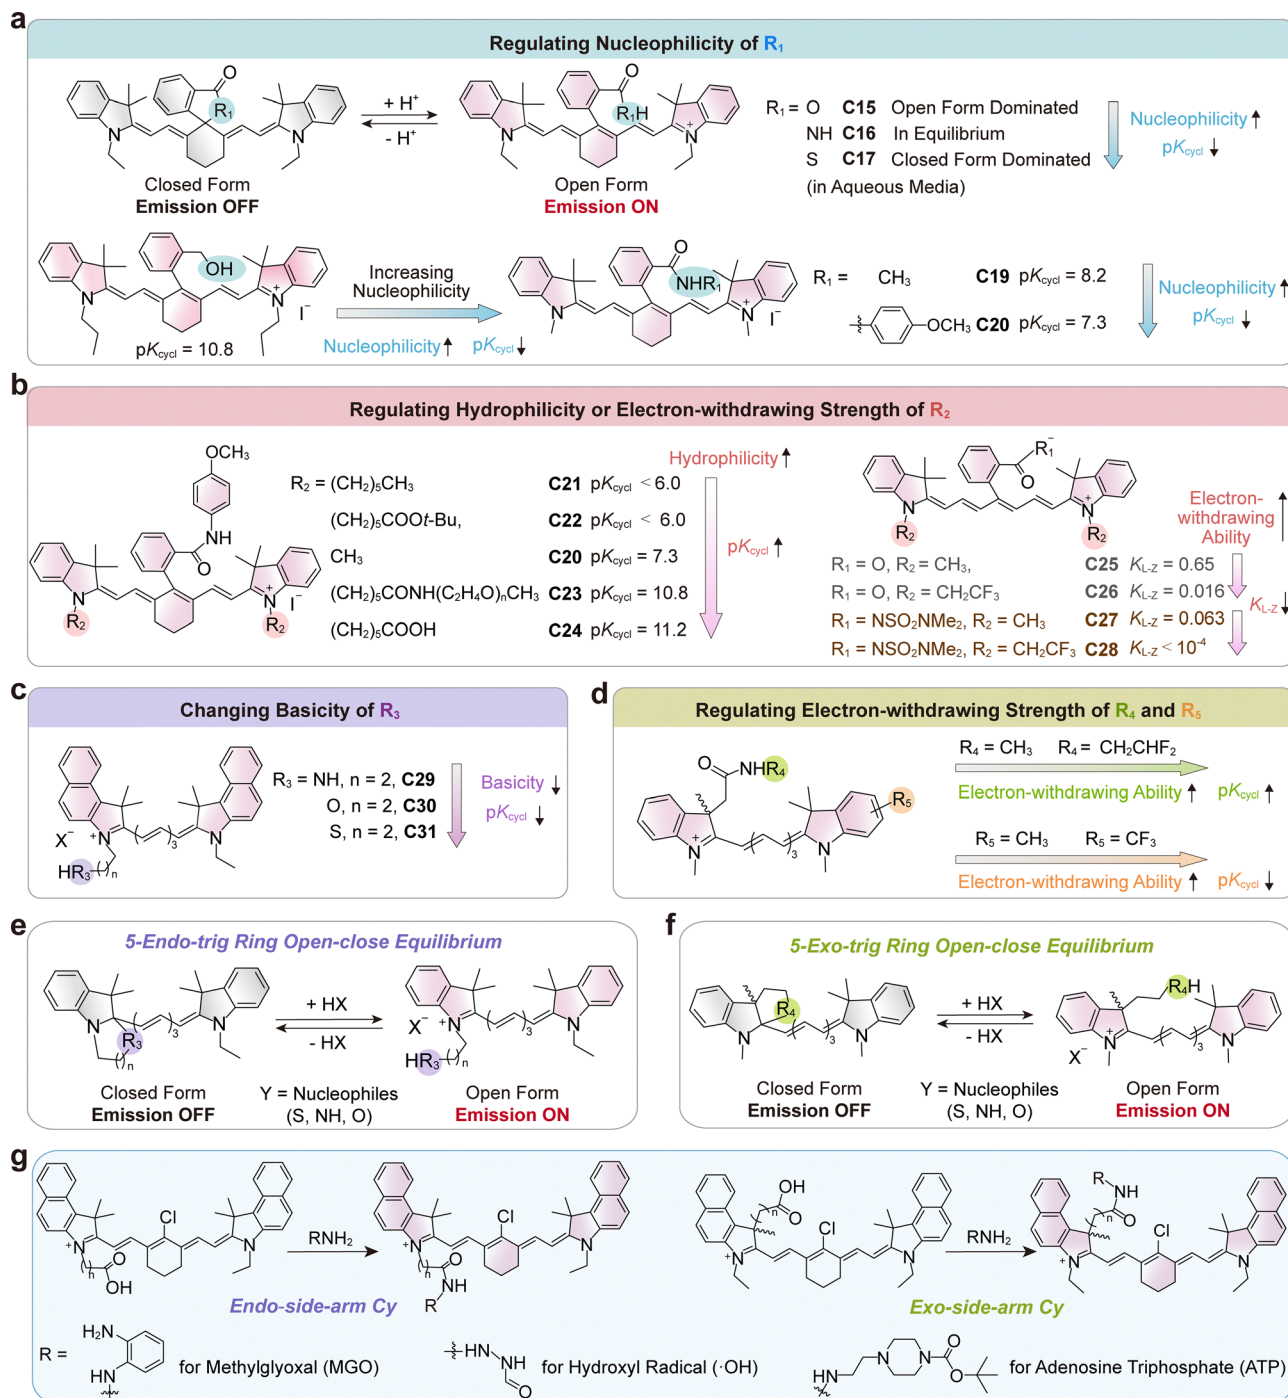 a
Regulating Nucleophilicity of R1
O
R1
N
N
+ H+
- H+
O
R1H
N
N+
Closed Form
Emission OFF
Open Form
Emission ON
R1 = O C15 Open Form Dominated
NH C16 In Equilibrium
S C17 Closed Form Dominated
(in Aqueous Media)
Nucleophilicity ↑
pKcycl ↓
OH
N
N+
I−
pKcycl = 10.8
Increasing
Nucleophilicity
Nucleophilicity ↑ pKcycl ↓
O
NHR1
N
N+
I−
R1 = CH3 C19 pKcycl = 8.2
OCH3 C20 pKcycl = 7.3
Nucleophilicity ↑
pKcycl ↓
b
Regulating Hydrophilicity or Electron-withdrawing Strength of R2
OCH3
NH
O
N
R2
N+
R2
I−
R2 = (CH2)5CH3 C21 pKcycl < 6.0
(CH2)5COOt-Bu, C22 pKcycl < 6.0
CH3 C20 pKcycl = 7.3
(CH2)5CONH(C2H4O)nCH3 C23 pKcycl = 10.8
(CH2)5COOH C24 pKcycl = 11.2
Hydrophilicity ↑
pKcycl ↑
R1−
O
N
R2
N+
R2
R1 = O, R2 = CH3, C25 KL-Z = 0.65
R1 = O, R2 = CH2CF3 C26 KL-Z = 0.016
R1 = NSO2NMe2, R2 = CH3 C27 KL-Z = 0.063
R1 = NSO2NMe2, R2 = CH2CF3 C28 KL-Z < 10-4
Electron-
withdrawing
Ability ↑
KL-Z ↓
c
Changing Basicity of R3
X−
N+
HR3
n
3
N
R3 = NH, n = 2, C29
O, n = 2, C30
S, n = 2, C31
Basicity ↓
pKcycl ↓
d
Regulating Electron-withdrawing Strength of R4 and R5
O
NHR4
N+
3
N
R5
R4 = CH3 R4 = CH2CHF2
Electron-withdrawing Ability ↑ pKcycl ↑
R5 = CH3 R5 = CF3
Electron-withdrawing Ability ↑ pKcycl ↓
e
5-Endo-trig Ring Open-close Equilibrium
N
R3
n
3
N
+ HX
- HX
X−
N+
HR3
n
3
N
Closed Form
Emission OFF
Y = Nucleophiles
(S, NH, O)
Open Form
Emission ON
f
5-Exo-trig Ring Open-close Equilibrium
R4
N
3
N
+ HX
- HX
R4H
X−
N+
3
N
Closed Form
Emission OFF
Y = Nucleophiles
(S, NH, O)
Open Form
Emission ON
g
Cl
N+
n
O
OH
N
RNH2
Cl
N+
n
O
NH
R
N
Endo-side-arm Cy
OH
O
n
Cl
N+
N
RNH2
R
NH
O
n
Cl
N+
N
Exo-side-arm Cy
R =
H2N
HN
for Methylglyoxal (MGO)
HN
NH
O
for Hydroxyl Radical (·OH)
HN
N
N
O
O
for Adenosine Triphosphate (ATP)